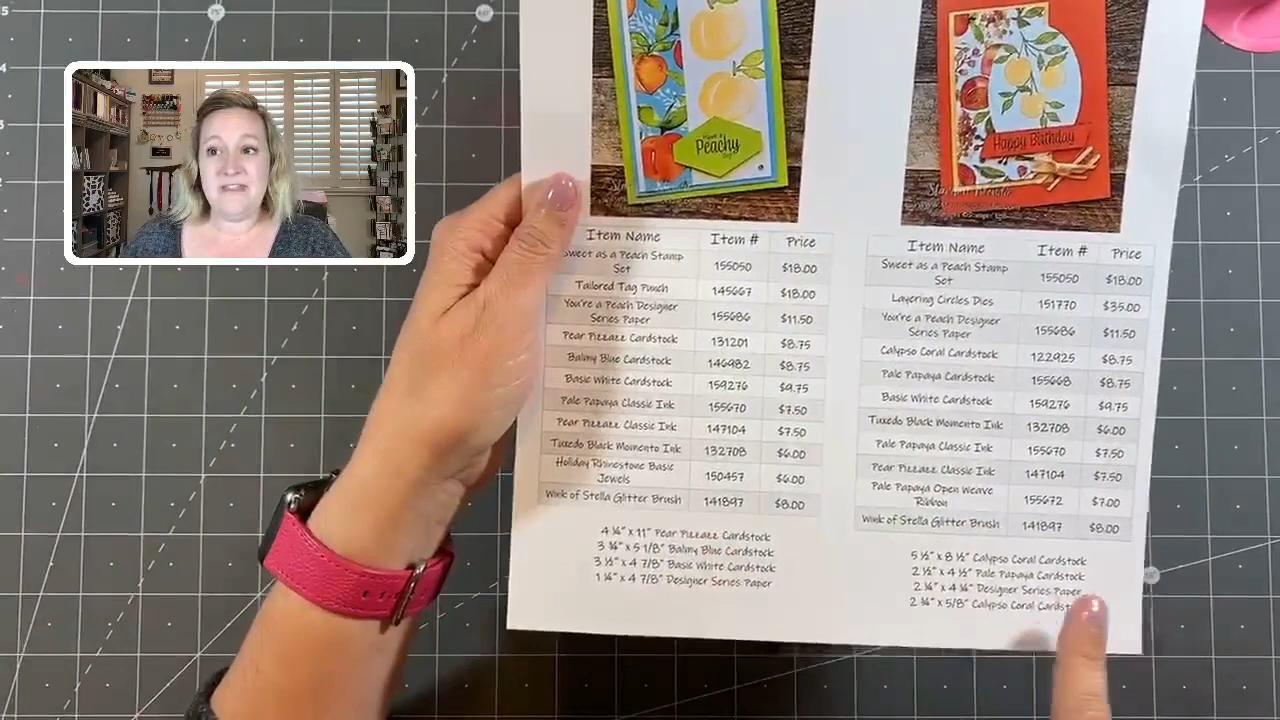 Have a
Peachy
day
Happy Birthday
Item Name Item # Price
Sweet as a Peach Stamp
Set 155050 $18.00
Tailored Tag Punch 145667 $18.00
You're a Peach Designer
Series Paper 155686 $11.50
Pear Pizzazz Cardstock 131201 $8.75
Balmy Blue Cardstock 146982 $8.75
Basic White Cardstock 159276 $9.75
Pale Papaya Classic Ink 155670 $7.50
Pear Pizzazz Classic Ink 147104 $7.50
Tuxedo Black Momento Ink 132708 $6.00
Holiday Rhinestone Basic
Jewels 150457 $6.00
Wink of Stella Glitter Brush 141897 $8.00
4 ¼" x 11" Pear Pizzazz Cardstock
3 ¾" x 5 1/8" Balmy Blue Cardstock
3 ½" x 4 7/8" Basic White Cardstock
1 ¼" x 4 7/8" Designer Series Paper
Item Name Item # Price
Sweet as a Peach Stamp
Set 155050 $18.00
Layering Circles Dies 151770 $35.00
You're a Peach Designer
Series Paper 155686 $11.50
Calypso Coral Cardstock 122925 $8.75
Pale Papaya Cardstock 155668 $8.75
Basic White Cardstock 159276 $9.75
Tuxedo Black Momento Ink 132708 $6.00
Pale Papaya Classic Ink 155670 $7.50
Pear Pizzazz Classic Ink 147104 $7.50
Pale Papaya Open Weave
Ribbon 155672 $7.00
Wink of Stella Glitter Brush 141897 $8.00
5 ½" x 8 ½" Calypso Coral Cardstock
2 ½" x 4 ½" Pale Papaya Cardstock
2 ¼" x 4 ¼" Designer Series Paper
2 ¾" x 5/8" Calypso Coral